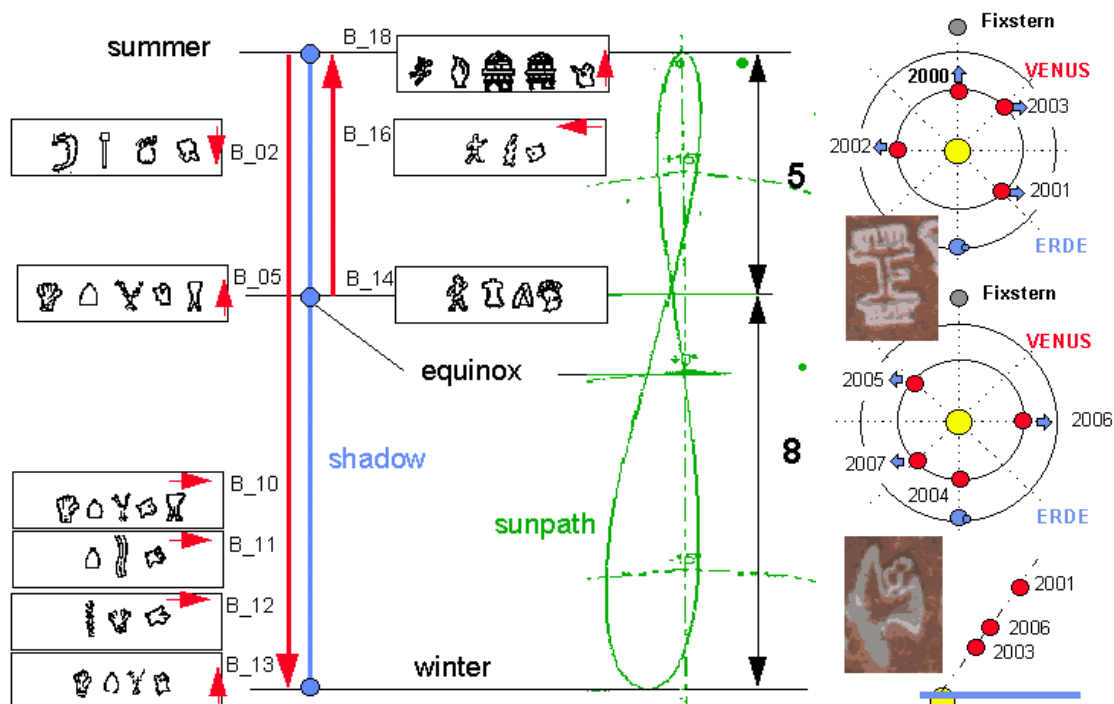 summer
B_18
B_02
B_16
B_05
B_14
equinox
shadow
B_10
B_11
B_12
B_13
sunpath
winter
5
8
Fixstern
2000
VENUS
2003
2002
2001
ERDE
Fixstern
VENUS
2005
2006
2007
2004
ERDE
2001
2006
2003